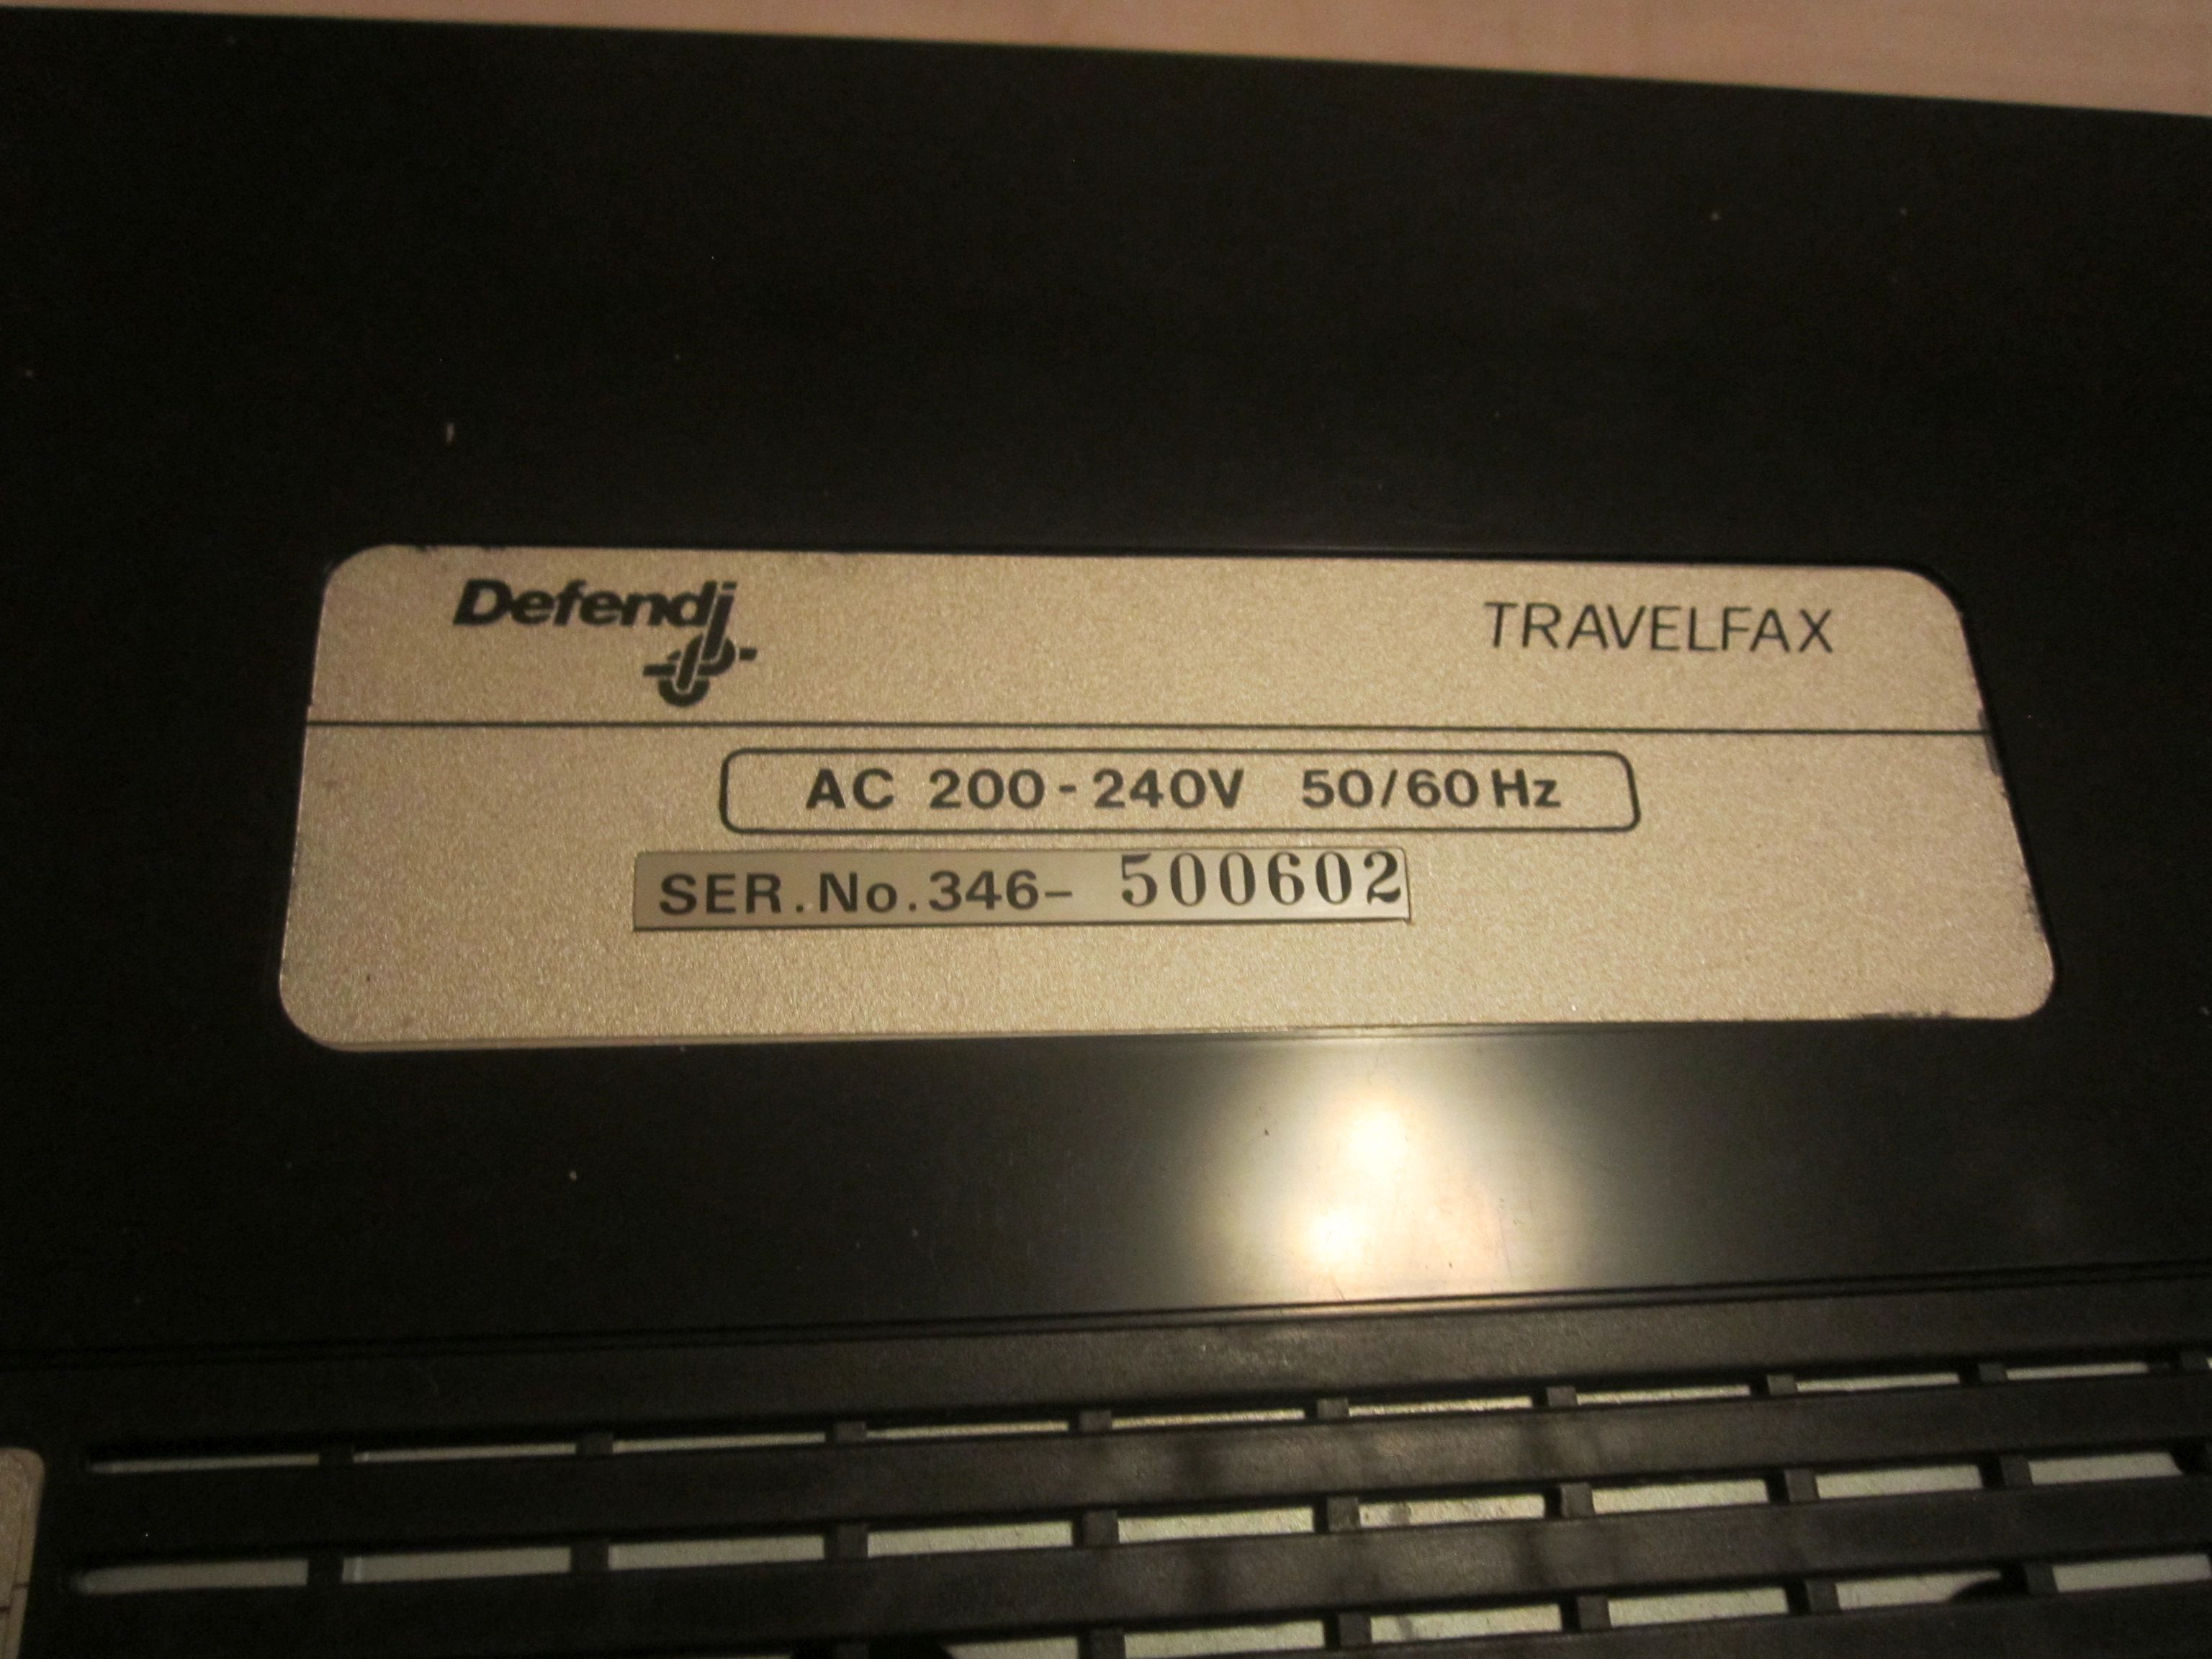 Defendi
TRAVELFAX
AC 200-240V 50/60Hz
SER.No.346- 500602